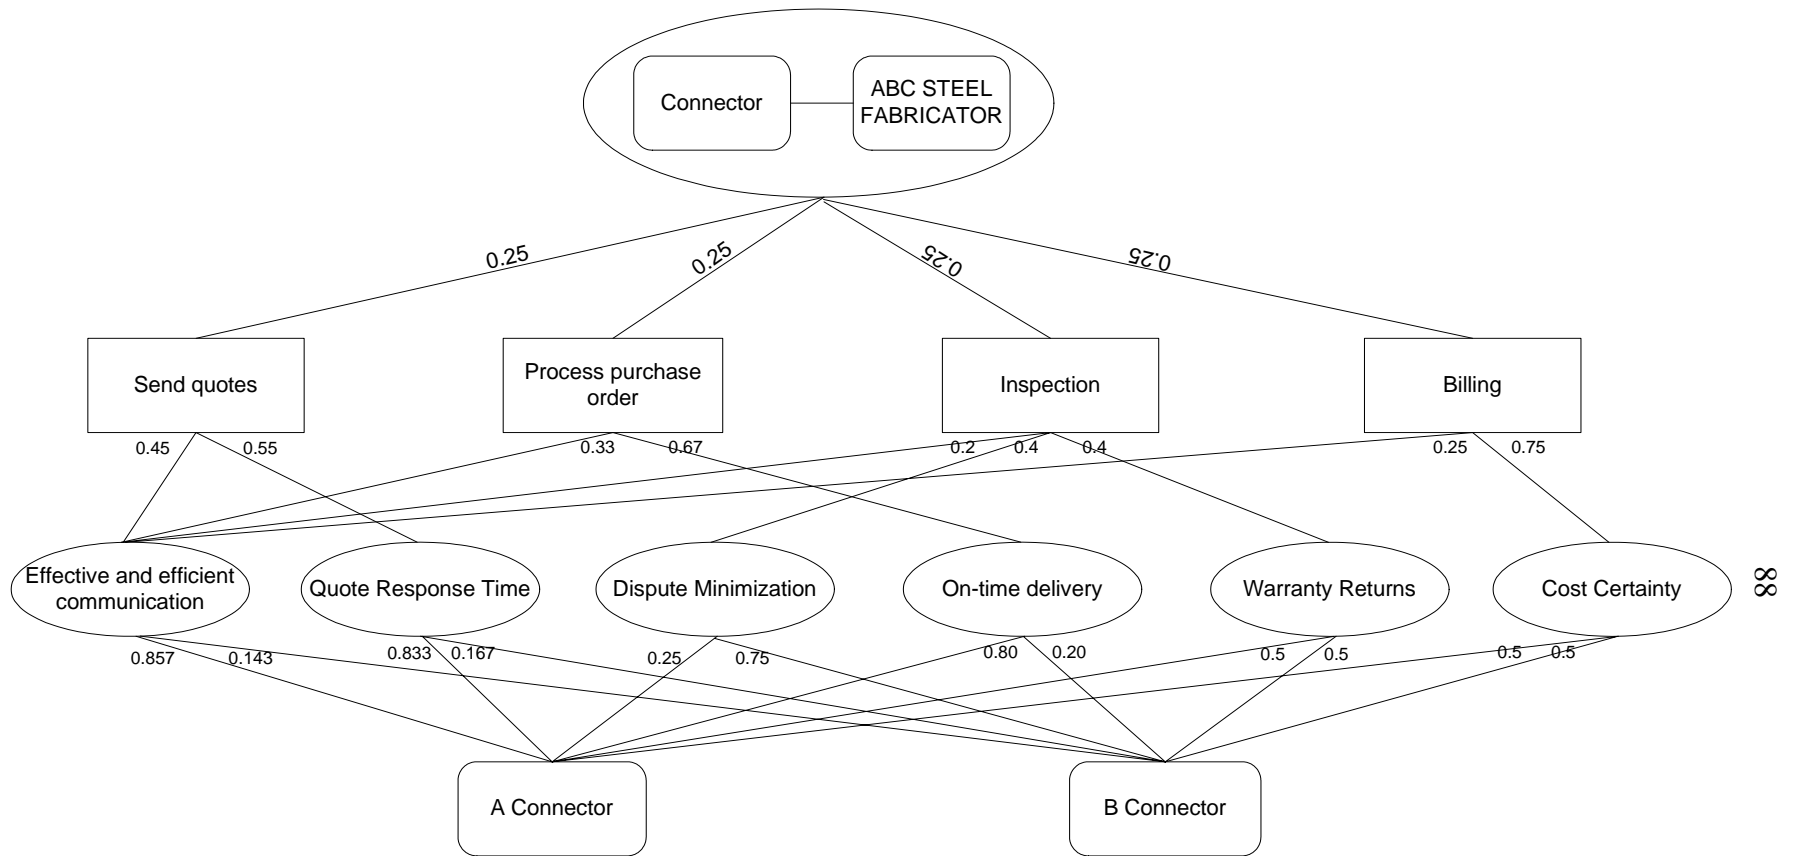 Connector
ABC STEEL
FABRICATOR
0.25
0.25
0.25
0.25
Send quotes
Process purchase
order
Inspection
Billing
0.45
0.55
0.33
0.67
0.2
0.4
0.4
0.25
0.75
Effective and efficient
communication
Quote Response Time
Dispute Minimization
On-time delivery
Warranty Returns
Cost Certainty
88
0.857
0.143
0.833
0.167
0.25
0.75
0.80
0.20
0.5
0.5
0.5
0.5
A Connector
B Connector